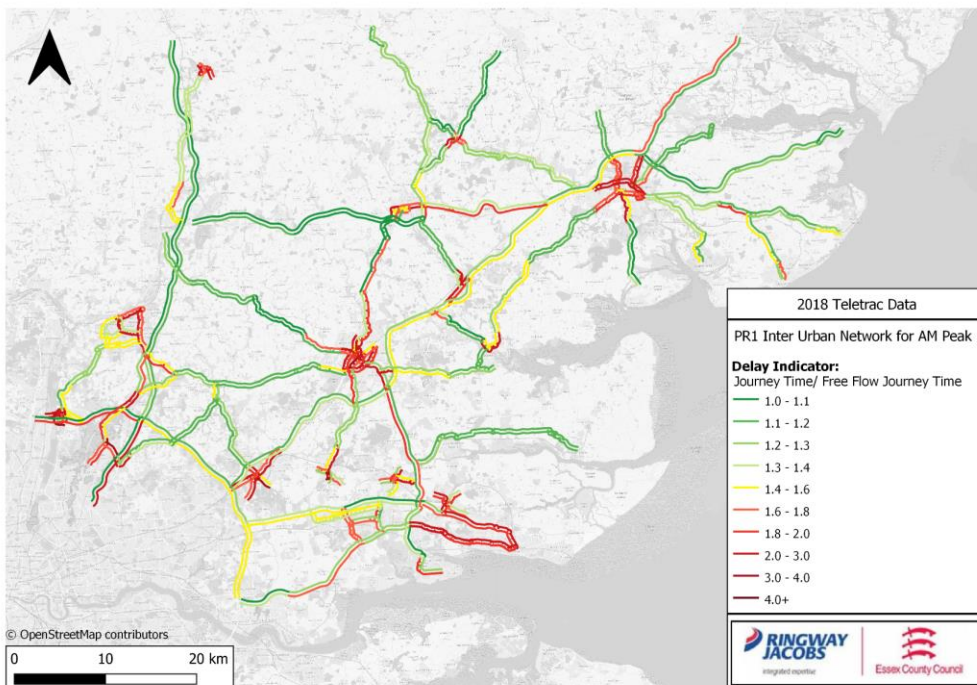 2018 Teletrac Data
PR1 Inter Urban Network for AM Peak
Delay Indicator:
Journey Time/ Free Flow Journey Time
1.0 - 1.1
1.1 - 1.2
1.2 - 1.3
1.3 - 1.4
1.4 - 1.6
1.6 - 1.8
1.8 - 2.0
2.0 - 3.0
3.0 - 4.0
4.0+
© OpenStreetMap contributors
0 10 20 km
RINGWAY
JACOBS
integrated expertise
Essex County Council